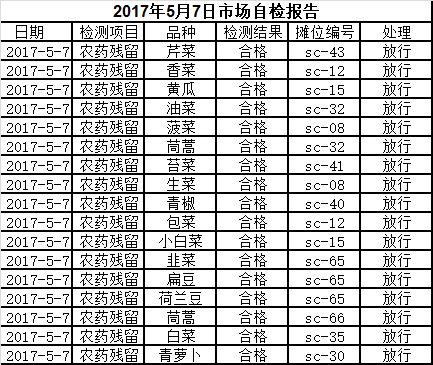 2017年5月7日市场自检报告
日期 检测项目 品种 检测结果 摊位编号 处理
2017-5-7 农药残留 芹菜 合格 sc-43 放行
2017-5-7 农药残留 香菜 合格 sc-12 放行
2017-5-7 农药残留 黄瓜 合格 sc-15 放行
2017-5-7 农药残留 油菜 合格 sc-32 放行
2017-5-7 农药残留 菠菜 合格 sc-08 放行
2017-5-7 农药残留 茼蒿 合格 sc-32 放行
2017-5-7 农药残留 苔菜 合格 sc-41 放行
2017-5-7 农药残留 生菜 合格 sc-08 放行
2017-5-7 农药残留 青椒 合格 sc-40 放行
2017-5-7 农药残留 包菜 合格 sc-12 放行
2017-5-7 农药残留 小白菜 合格 sc-15 放行
2017-5-7 农药残留 韭菜 合格 sc-65 放行
2017-5-7 农药残留 扁豆 合格 sc-65 放行
2017-5-7 农药残留 荷兰豆 合格 sc-65 放行
2017-5-7 农药残留 茼蒿 合格 sc-66 放行
2017-5-7 农药残留 白菜 合格 sc-35 放行
2017-5-7 农药残留 青萝卜 合格 sc-30 放行